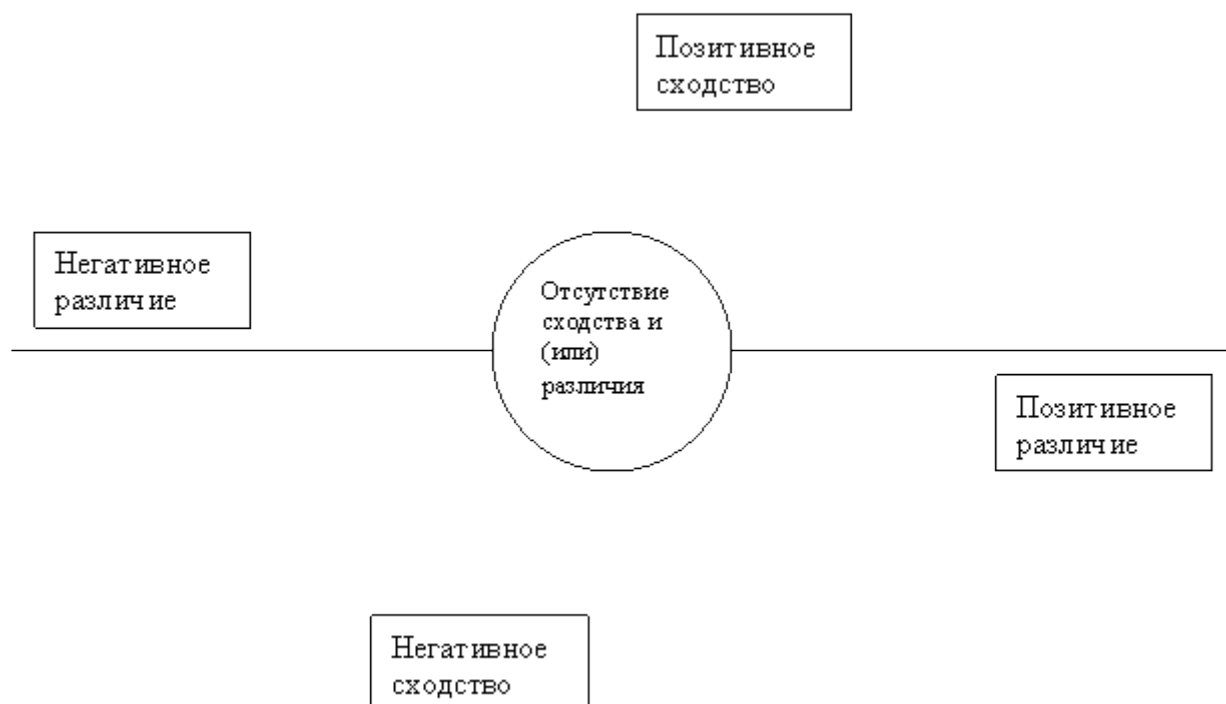 Позитивное
сходство
Негативное
различие
Отсутствие
сходства и
(или)
различия
Позитивное
различие
Негативное
сходство